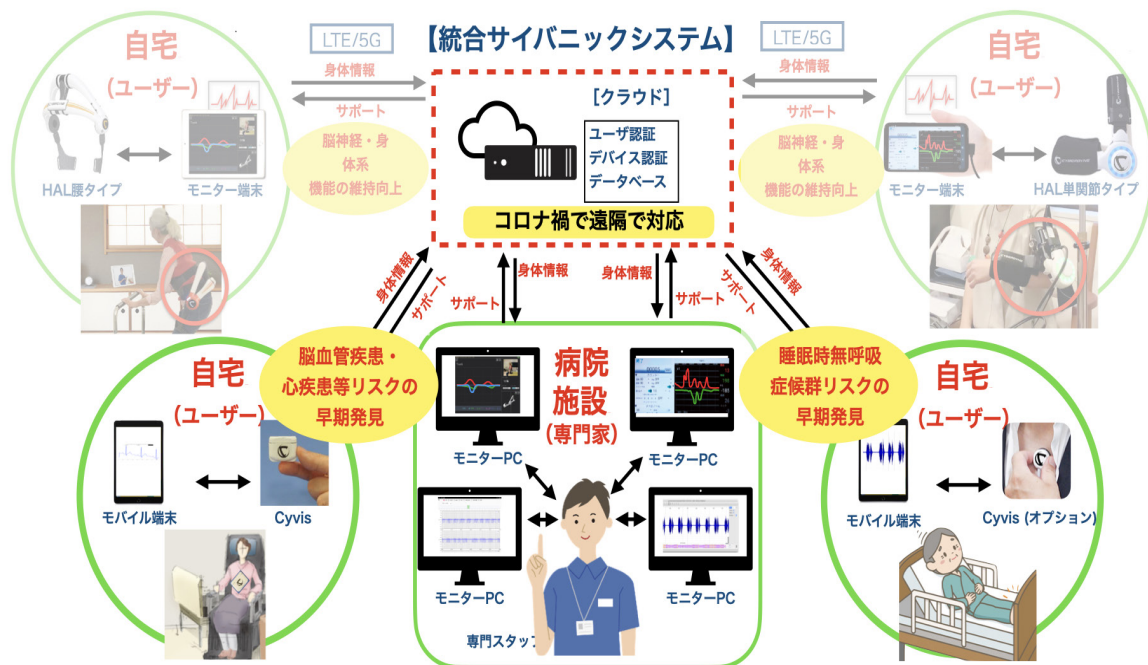 【統合サイバニックシステム】
LTE/5G
LTE/5G
自宅
(ユーザー)
HAL腰タイプ
モニター端末
身体情報
サポート
脳神経・身
体系
機能の維持向上
[クラウド]
ユーザ認証
デバイス認証
データベース
コロナ禍で遠隔で対応
身体情報
サポート
脳神経・身
体系
機能の維持向上
自宅
(ユーザー)
モニター端末
HAL単関節タイプ
身体情報
サポート
サポート
身体情報
身体情報
サポート
身体情報
サポート
自宅
(ユーザー)
モバイル端末
Cyvis
脳血管疾患・
心疾患等リスクの
早期発見
病院
施設
(専門家)
モニターPC
モニターPC
モニターPC
モニターPC
専門スタッフ
睡眠時無呼吸
症候群リスクの
早期発見
自宅
(ユーザー)
モバイル端末
Cyvis (オプション)